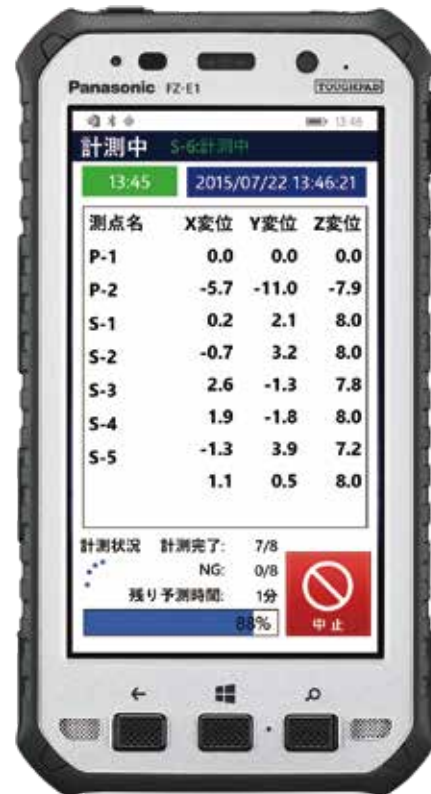 Panasonic FZ-E1 TOUGHPAD
13:46
計測中 S-6:計測中
13:45 2015/07/22 13:46:21
測点名 X変位 Y変位 Z変位
P-1 0.0 0.0 0.0
P-2 -5.7 -11.0 -7.9
S-1 0.2 2.1 8.0
S-2 -0.7 3.2 8.0
S-3 2.6 -1.3 7.8
S-4 1.9 -1.8 8.0
S-5 -1.3 3.9 7.2
1.1 0.5 8.0
計測状況 計測完了: 7/8
NG: 0/8
残り予測時間: 1分
88%
中止